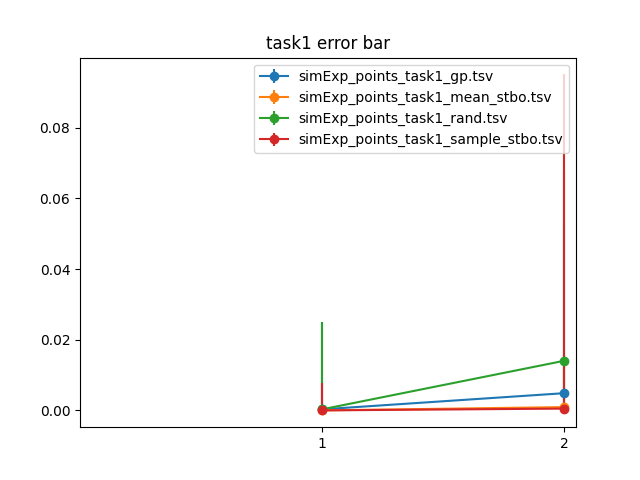 task1 error bar
simExp_points_task1_gp.tsv
simExp_points_task1_mean_stbo.tsv
simExp_points_task1_rand.tsv
simExp_points_task1_sample_stbo.tsv
0.08
0.06
0.04
0.02
0.00
1 2